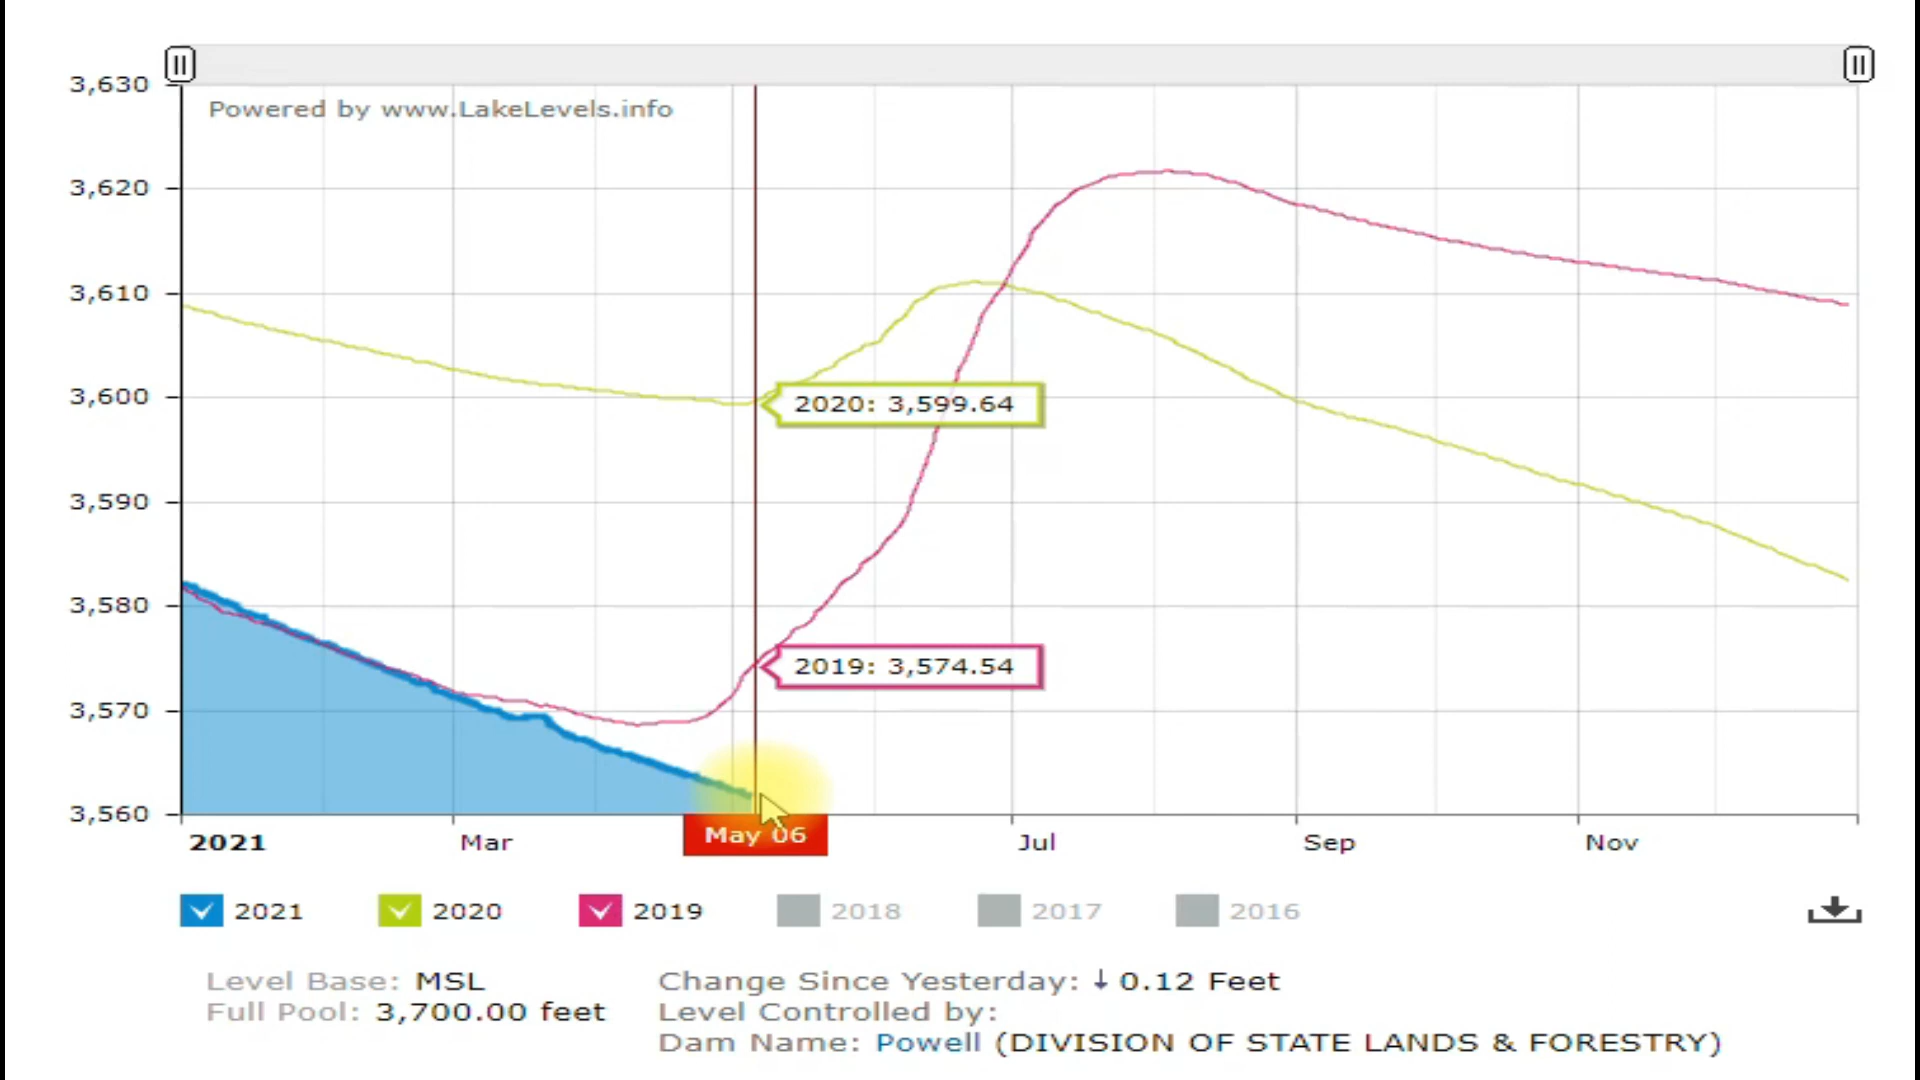 3,630
Powered by www.LakeLevels.info
3,620
3,610
3,600
2020: 3,599.64
3,590
3,580
2019: 3,574.54
3,570
3,560
2021 Mar May 06 Jul Sep Nov
2021 2020 2019 2018 2017 2016
Level Base: MSL
Full Pool: 3,700.00 feet
Change Since Yesterday: ↓ 0.12 Feet
Level Controlled by:
Dam Name: Powell (DIVISION OF STATE LANDS & FORESTRY)